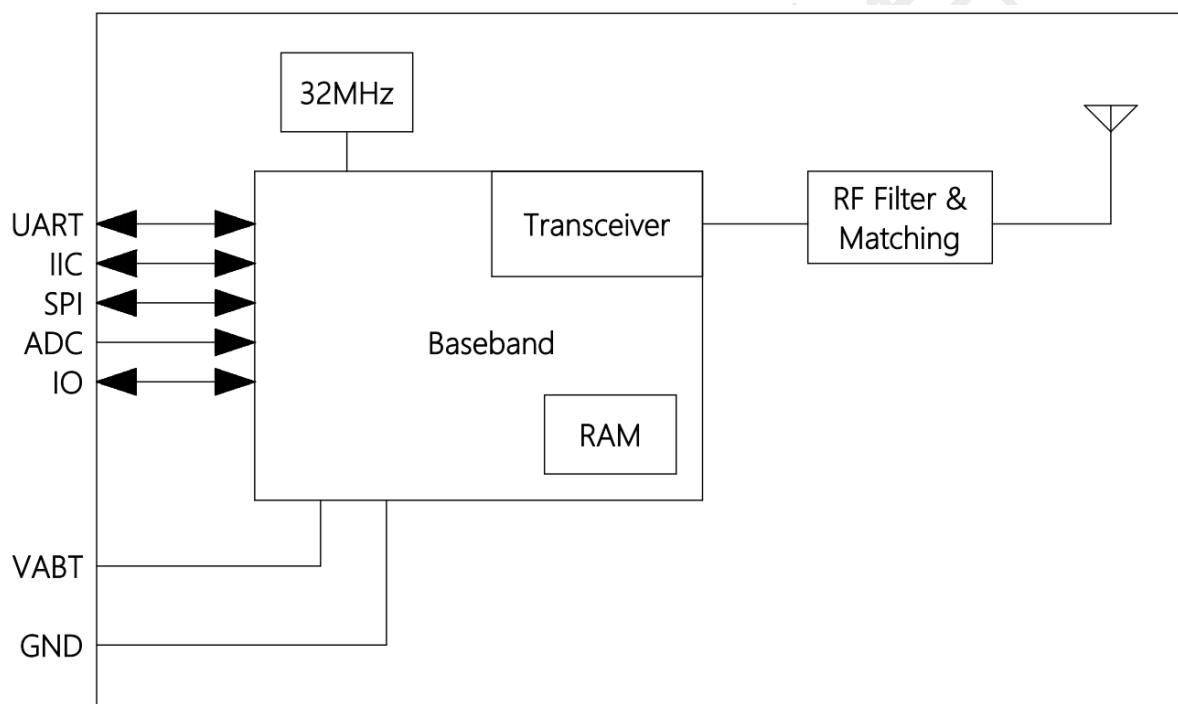 32MHz
UART
IIC
SPI
ADC
IO
Transceiver
RF Filter &
Matching
Baseband
RAM
VABT
GND